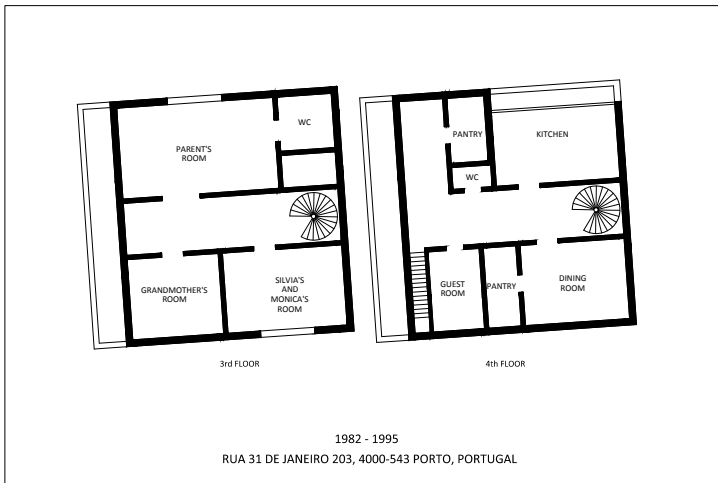 PARENT'S
ROOM
WC
GRANDMOTHER'S
ROOM
SILVIA'S
AND
MONICA'S
ROOM
3rd FLOOR
PANTRY
KITCHEN
WC
GUEST
ROOM
PANTRY
DINING
ROOM
4th FLOOR
1982 - 1995
RUA 31 DE JANEIRO 203, 4000-543 PORTO, PORTUGAL